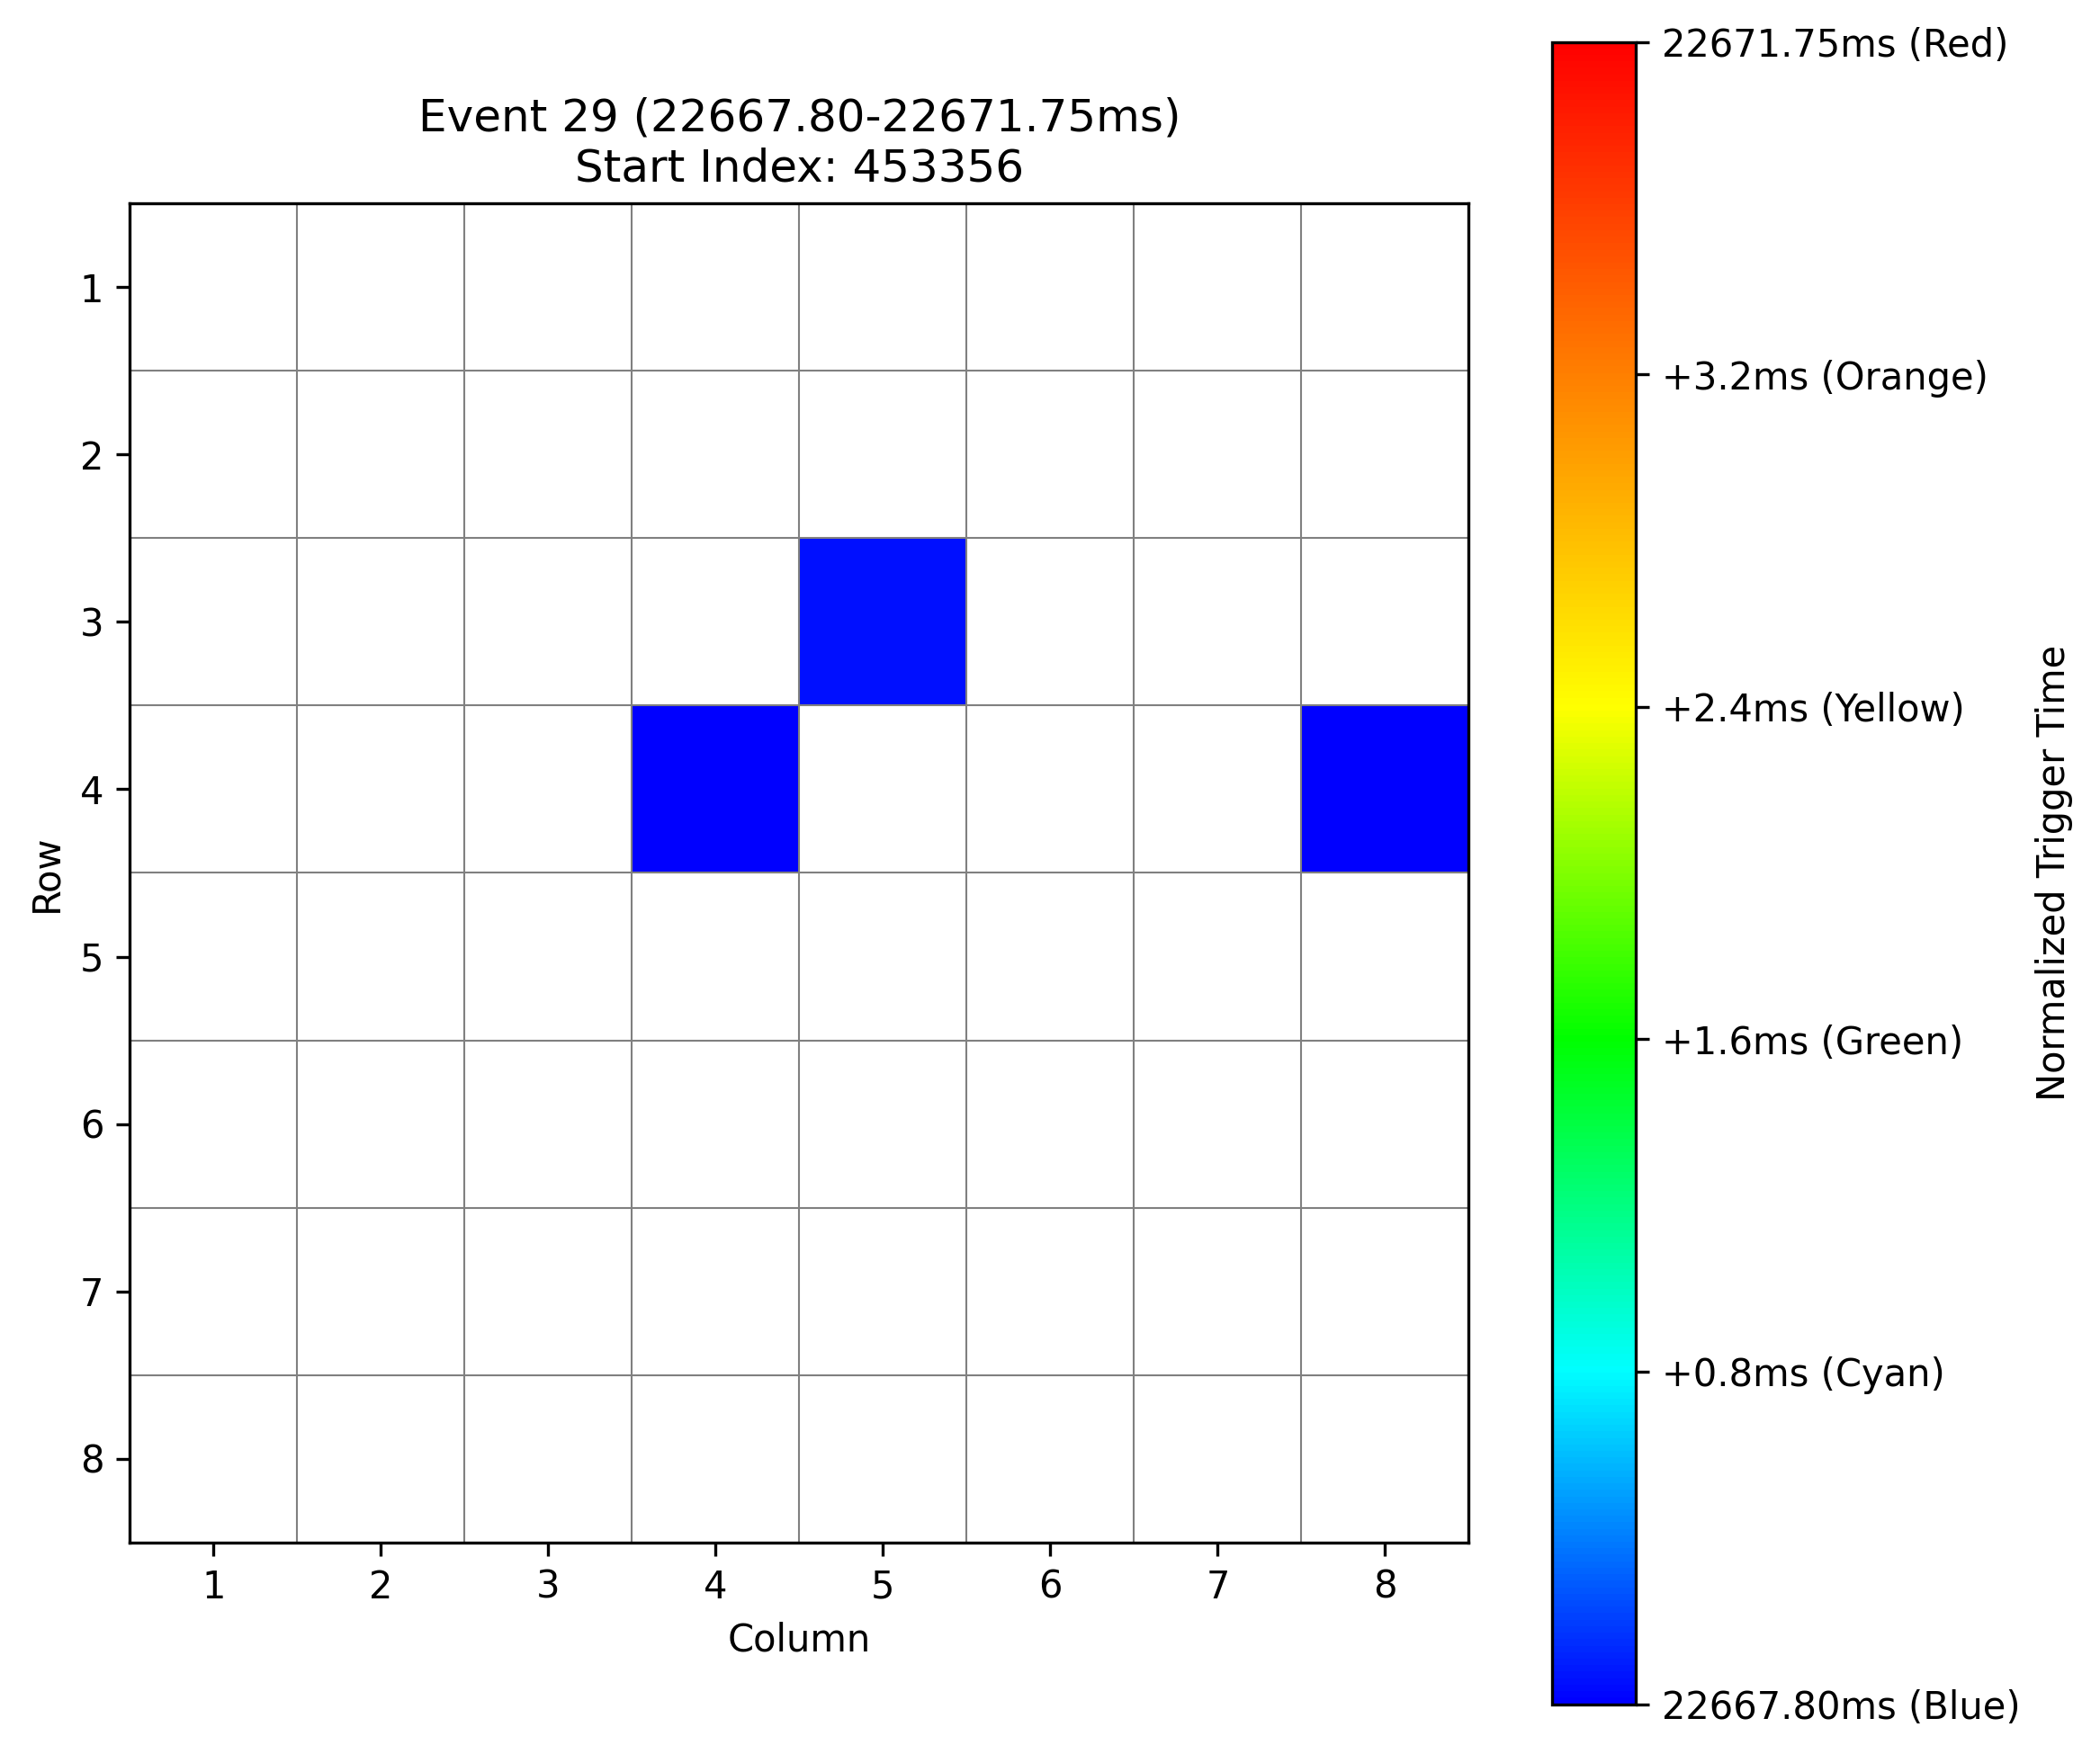 Event 29 (22667.80-22671.75ms)
Start Index: 453356
Row
1
2
3
4
5
6
7
8
1 2 3 4 5 6 7 8
Column
22671.75ms (Red)
+3.2ms (Orange)
+2.4ms (Yellow)
+1.6ms (Green)
+0.8ms (Cyan)
22667.80ms (Blue)
Normalized Trigger Time